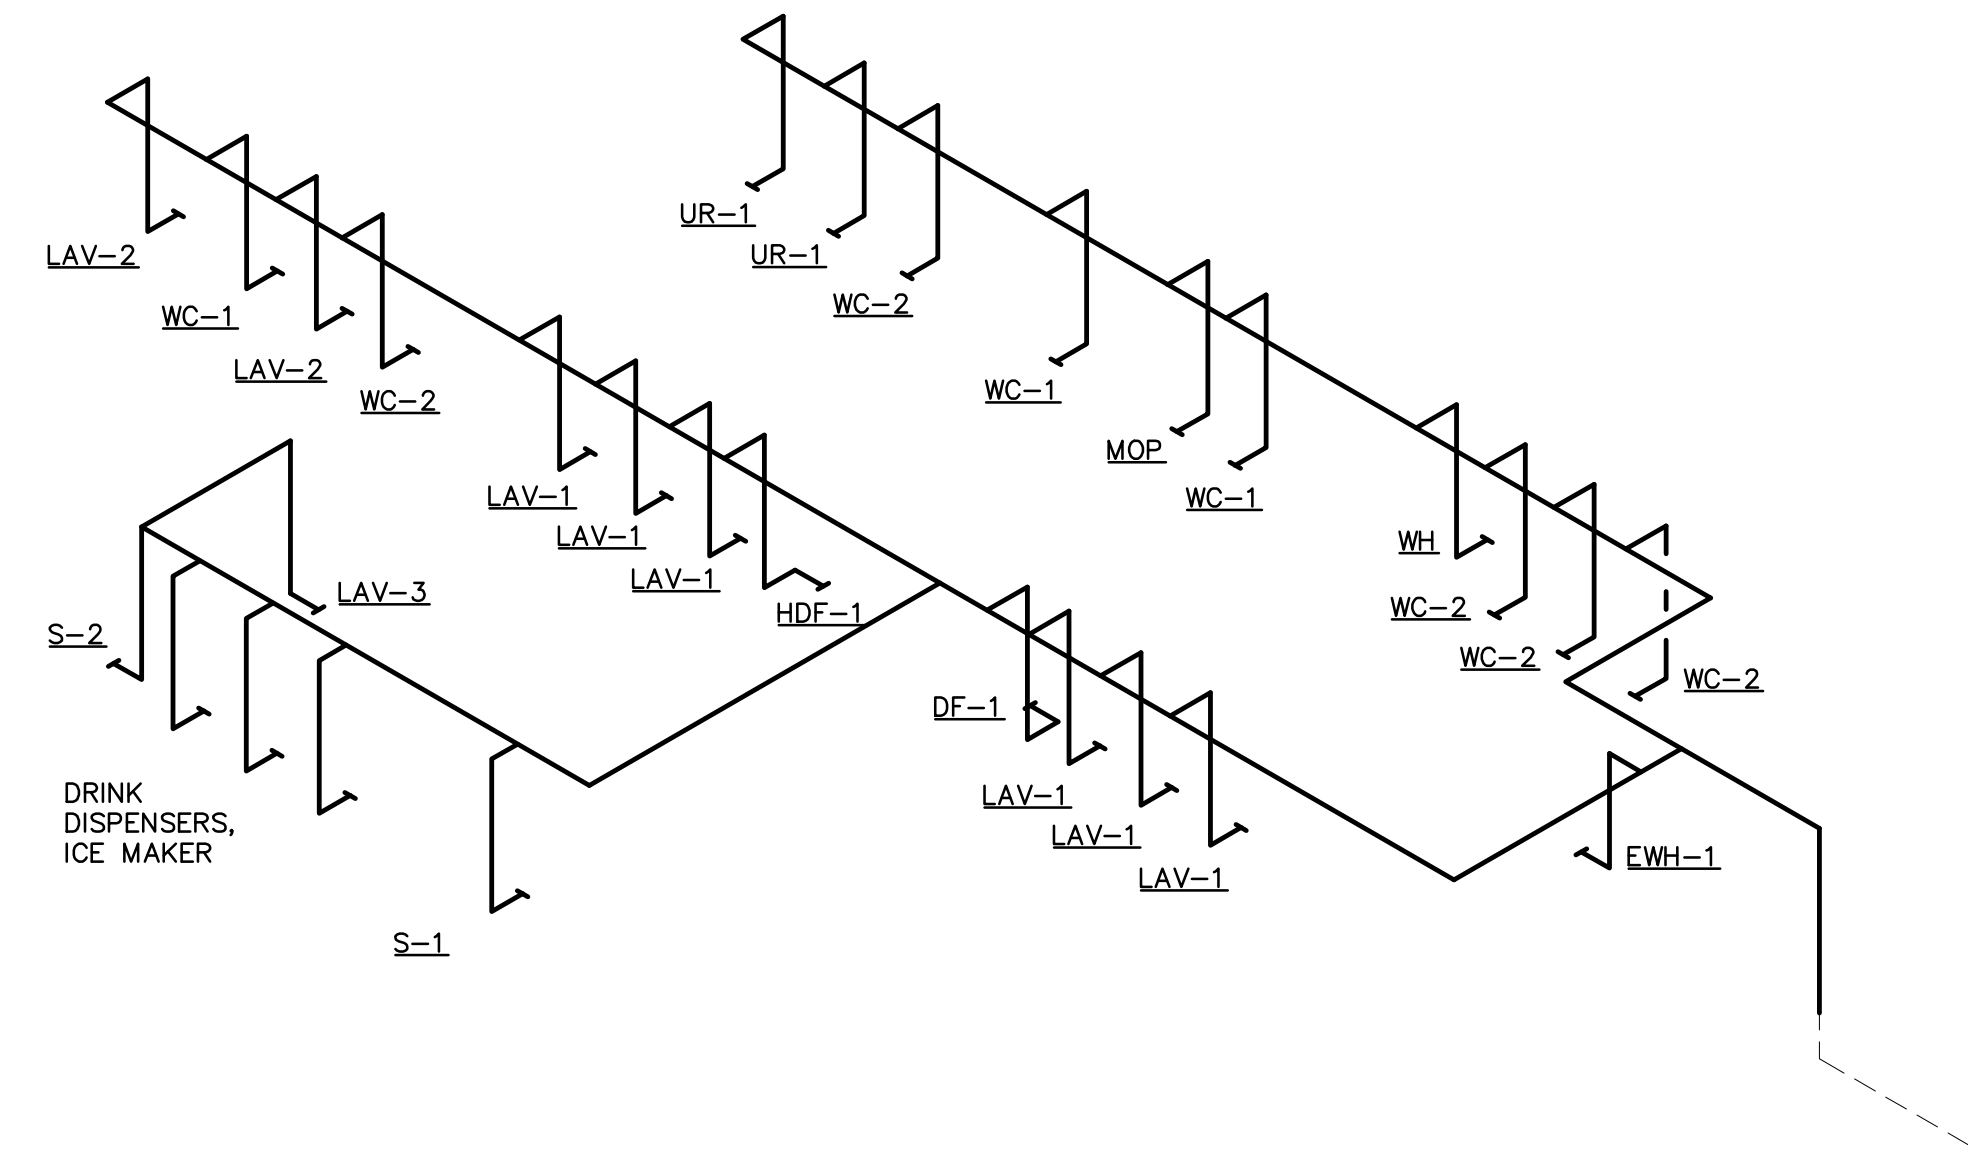 UR-1
UR-1
LAV-2
WC-2
WC-1
LAV-2
WC-1
WC-2
MOP
LAV-1
WC-1
LAV-1
WH
LAV-1
LAV-3
WC-2
HDF-1
S-2
WC-2
WC-2
DF-1
DRINK
DISPENSERS,
ICE MAKER
LAV-1
LAV-1
EWH-1
LAV-1
S-1